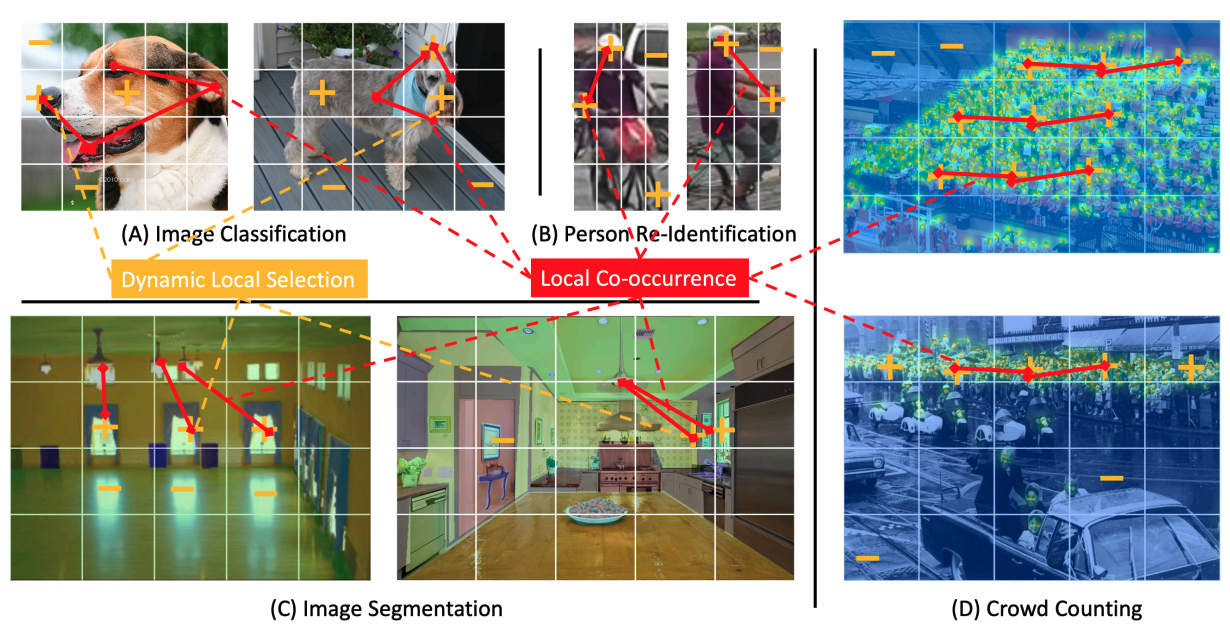 (A) Image Classification
(B) Person Re-Identification
Dynamic Local Selection
Local Co-occurrence
(C) Image Segmentation
(D) Crowd Counting